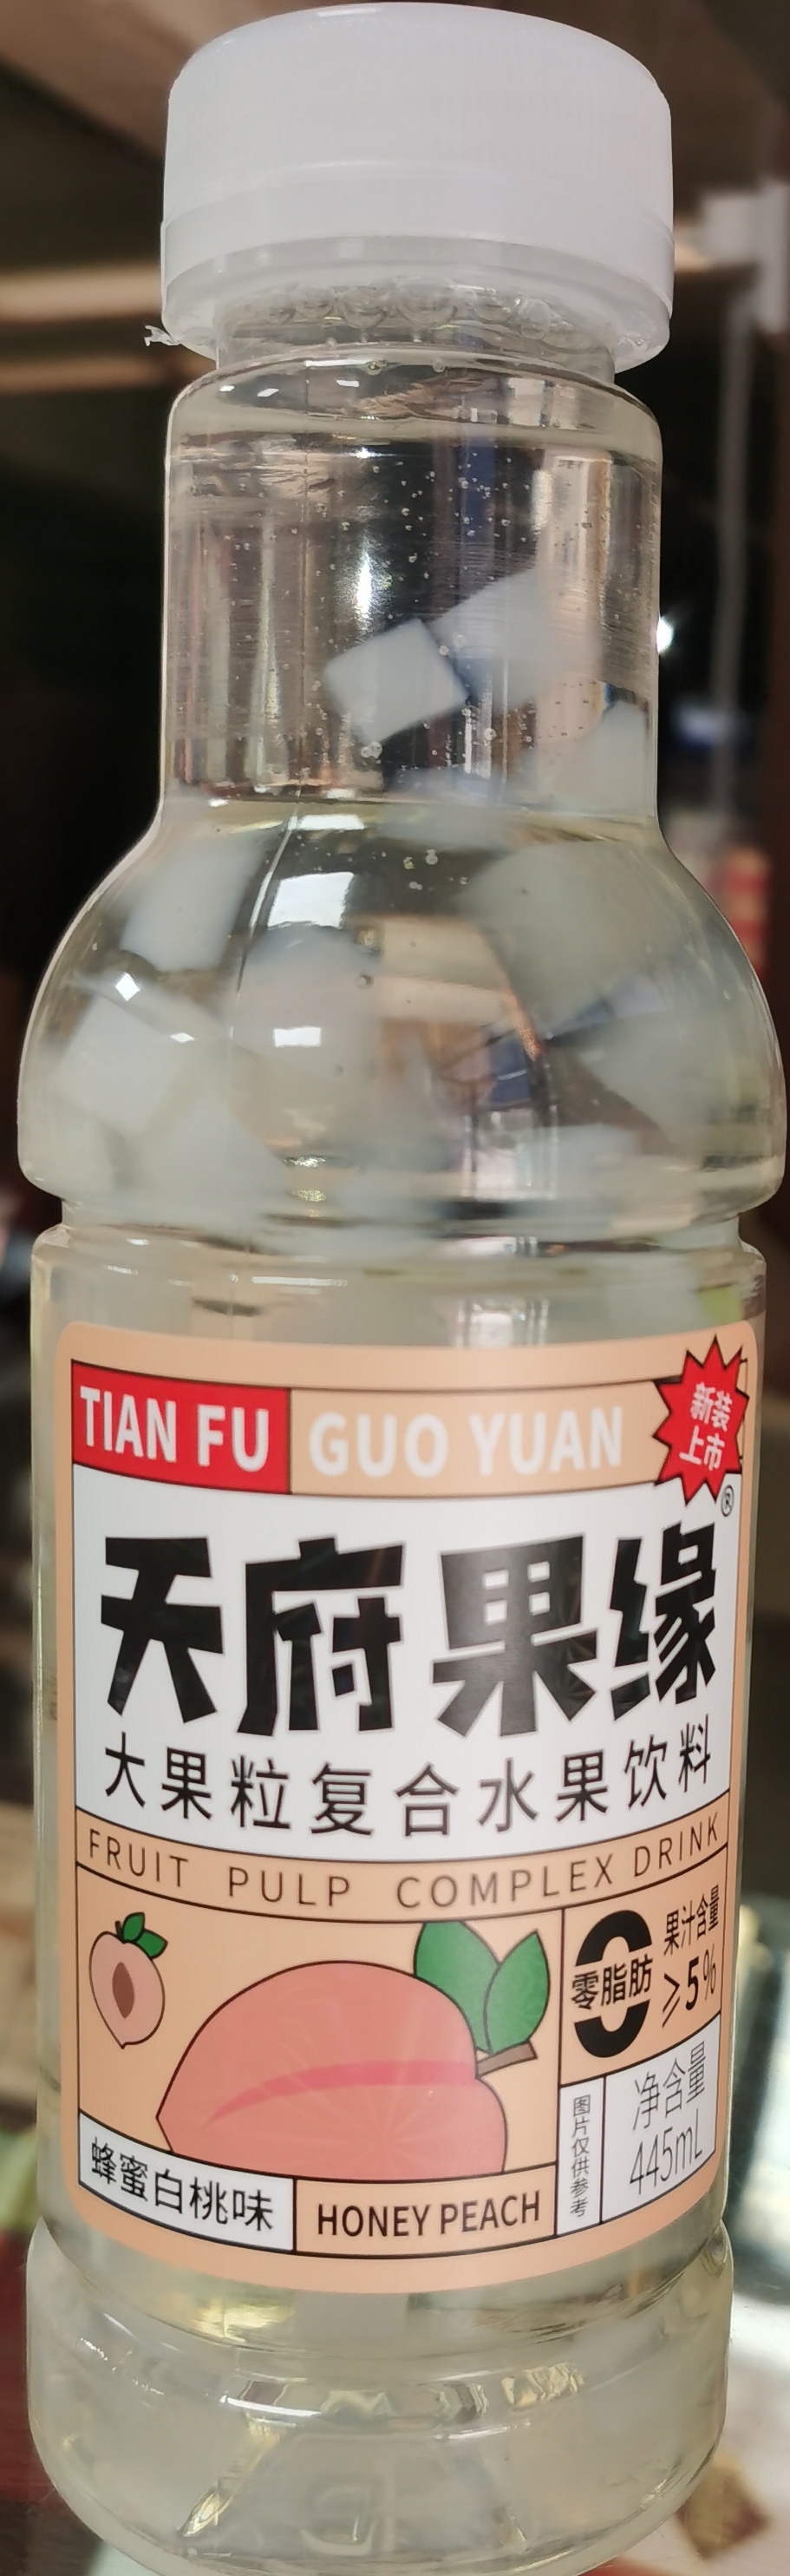 TIAN FU GUO YUAN
新装
上市
®
天府果缘
大果粒复合水果饮料
FRUIT PULP COMPLEX DRINK
0
零脂肪
果汁含量
≥5%
净含量
445mL
图片仅供参考
蜂蜜白桃味
HONEY PEACH